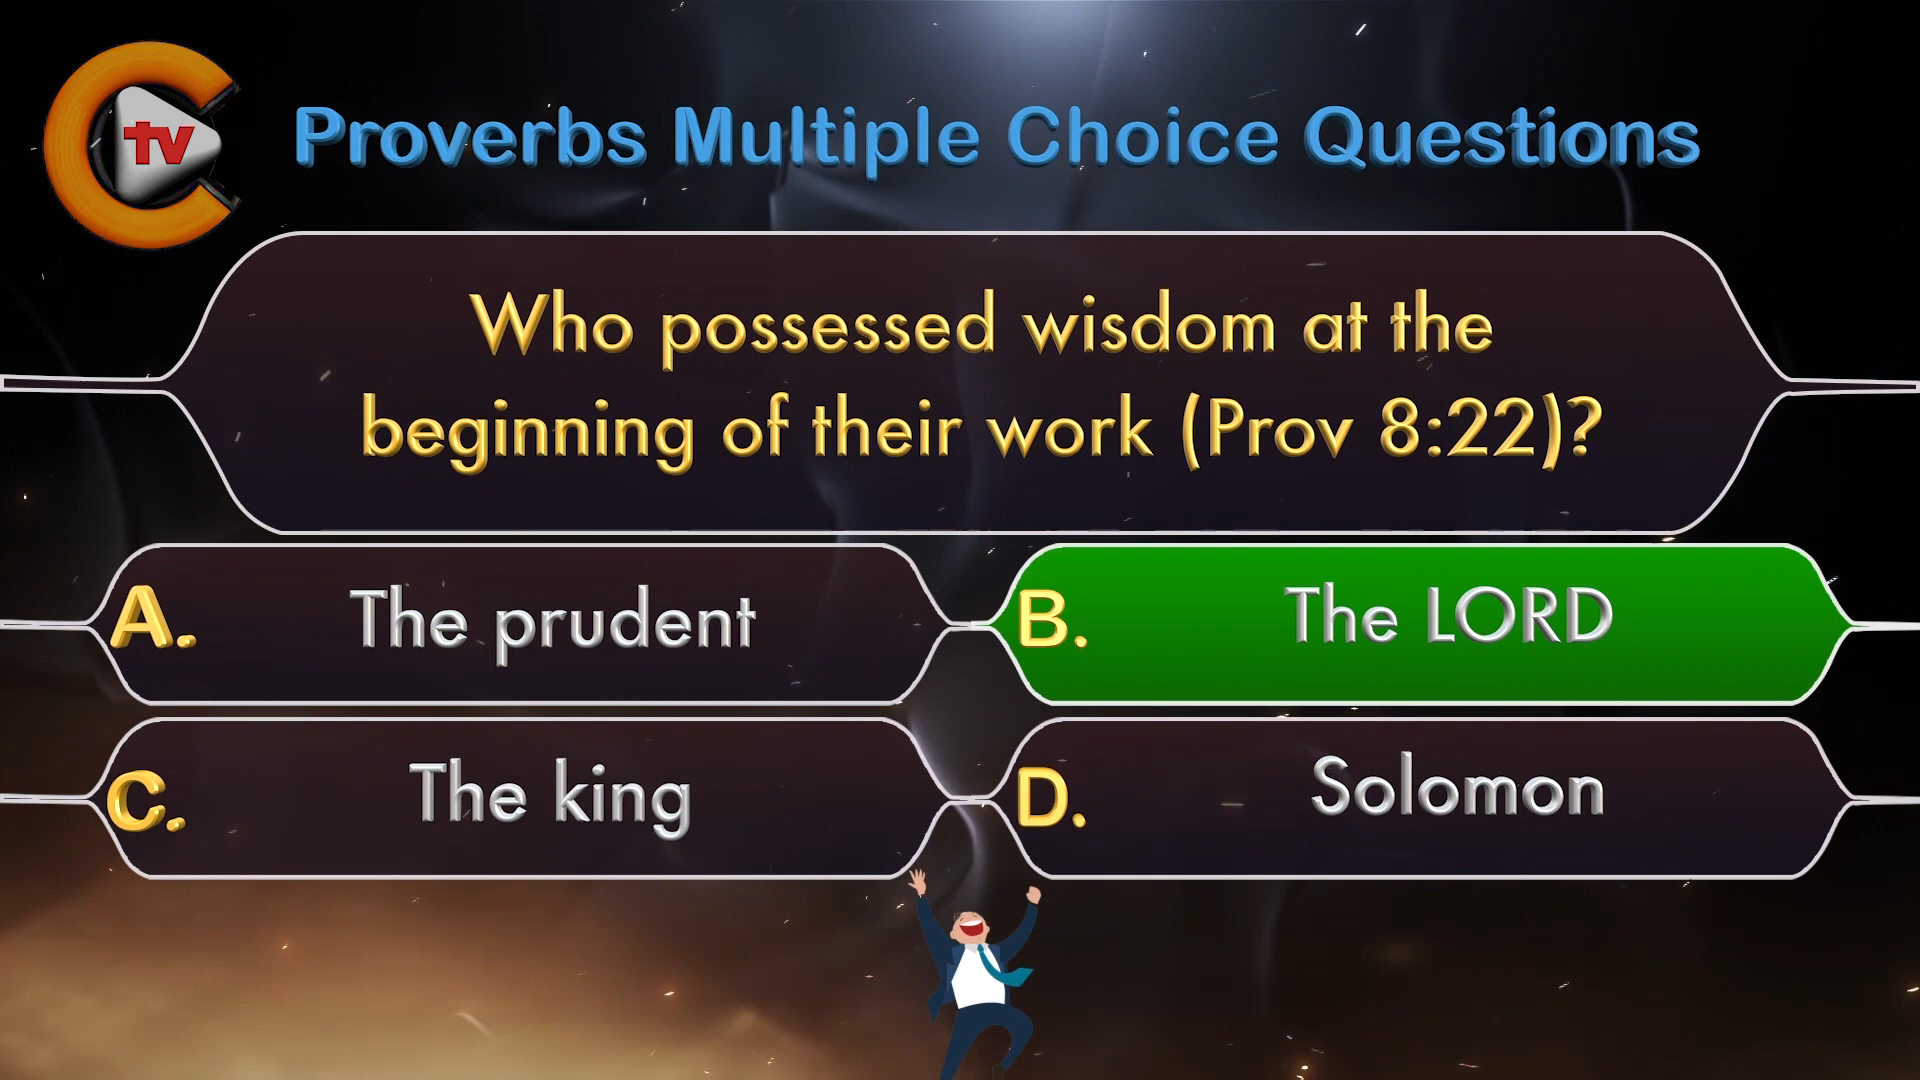 tv
Proverbs Multiple Choice Questions
Who possessed wisdom at the
beginning of their work (Prov 8:22)?
A. The prudent
B. The LORD
C. The king
D. Solomon